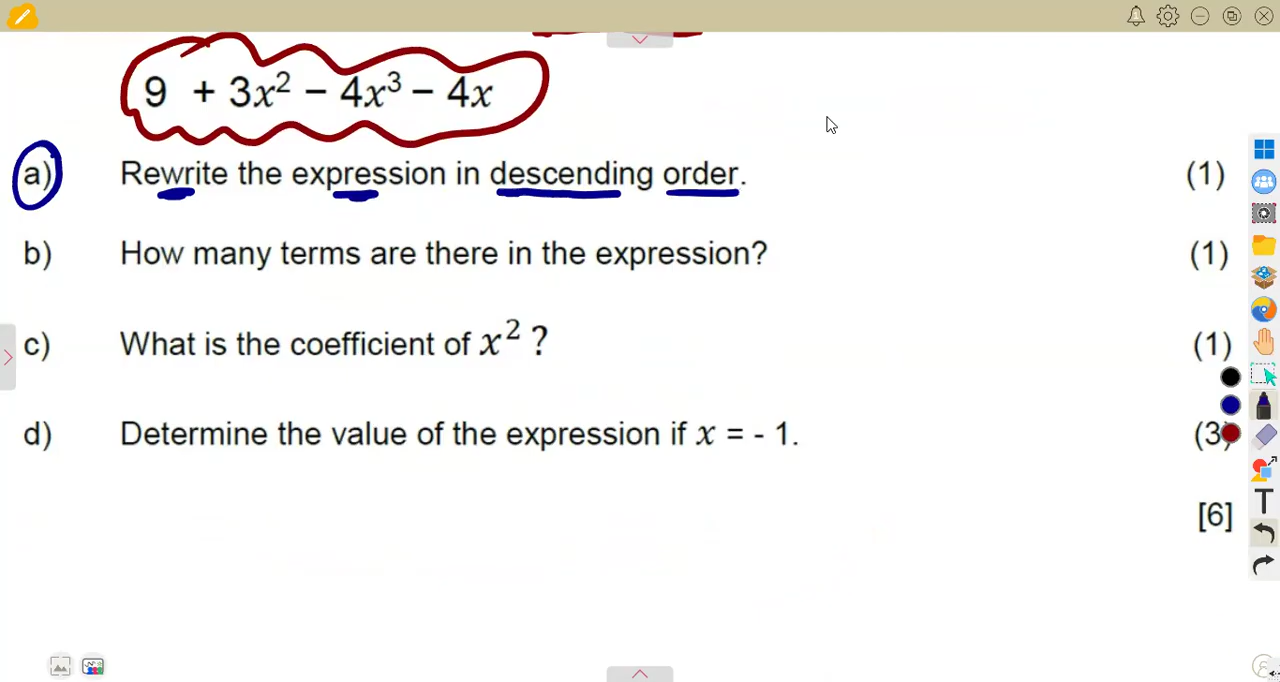 9 + 3x² − 4x³ − 4x
a) Rewrite the expression in descending order. (1)
b) How many terms are there in the expression? (1)
c) What is the coefficient of x² ? (1)
d) Determine the value of the expression if x = - 1. (3)
[6]
T